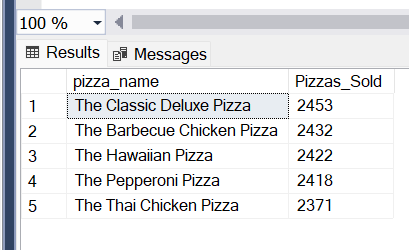 100 %
Results Messages
pizza_name Pizzas_Sold
1 The Classic Deluxe Pizza 2453
2 The Barbecue Chicken Pizza 2432
3 The Hawaiian Pizza 2422
4 The Pepperoni Pizza 2418
5 The Thai Chicken Pizza 2371